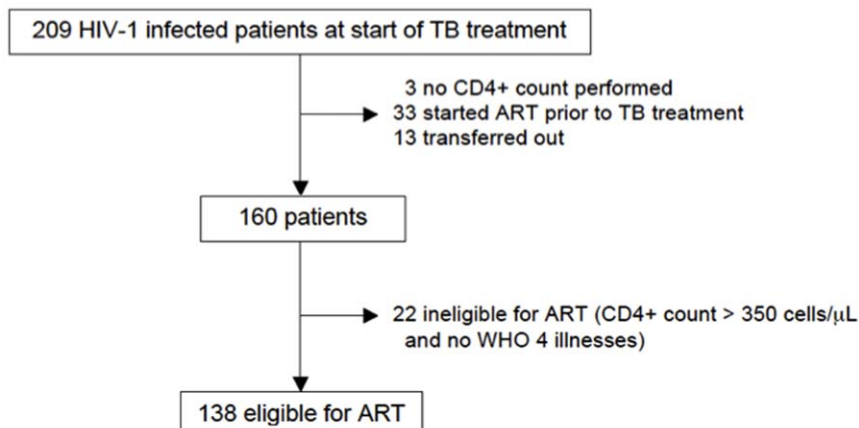 209 HIV-1 infected patients at start of TB treatment
3 no CD4+ count performed
33 started ART prior to TB treatment
13 transferred out
160 patients
22 ineligible for ART (CD4+ count > 350 cells/μL
and no WHO 4 illnesses)
138 eligible for ART